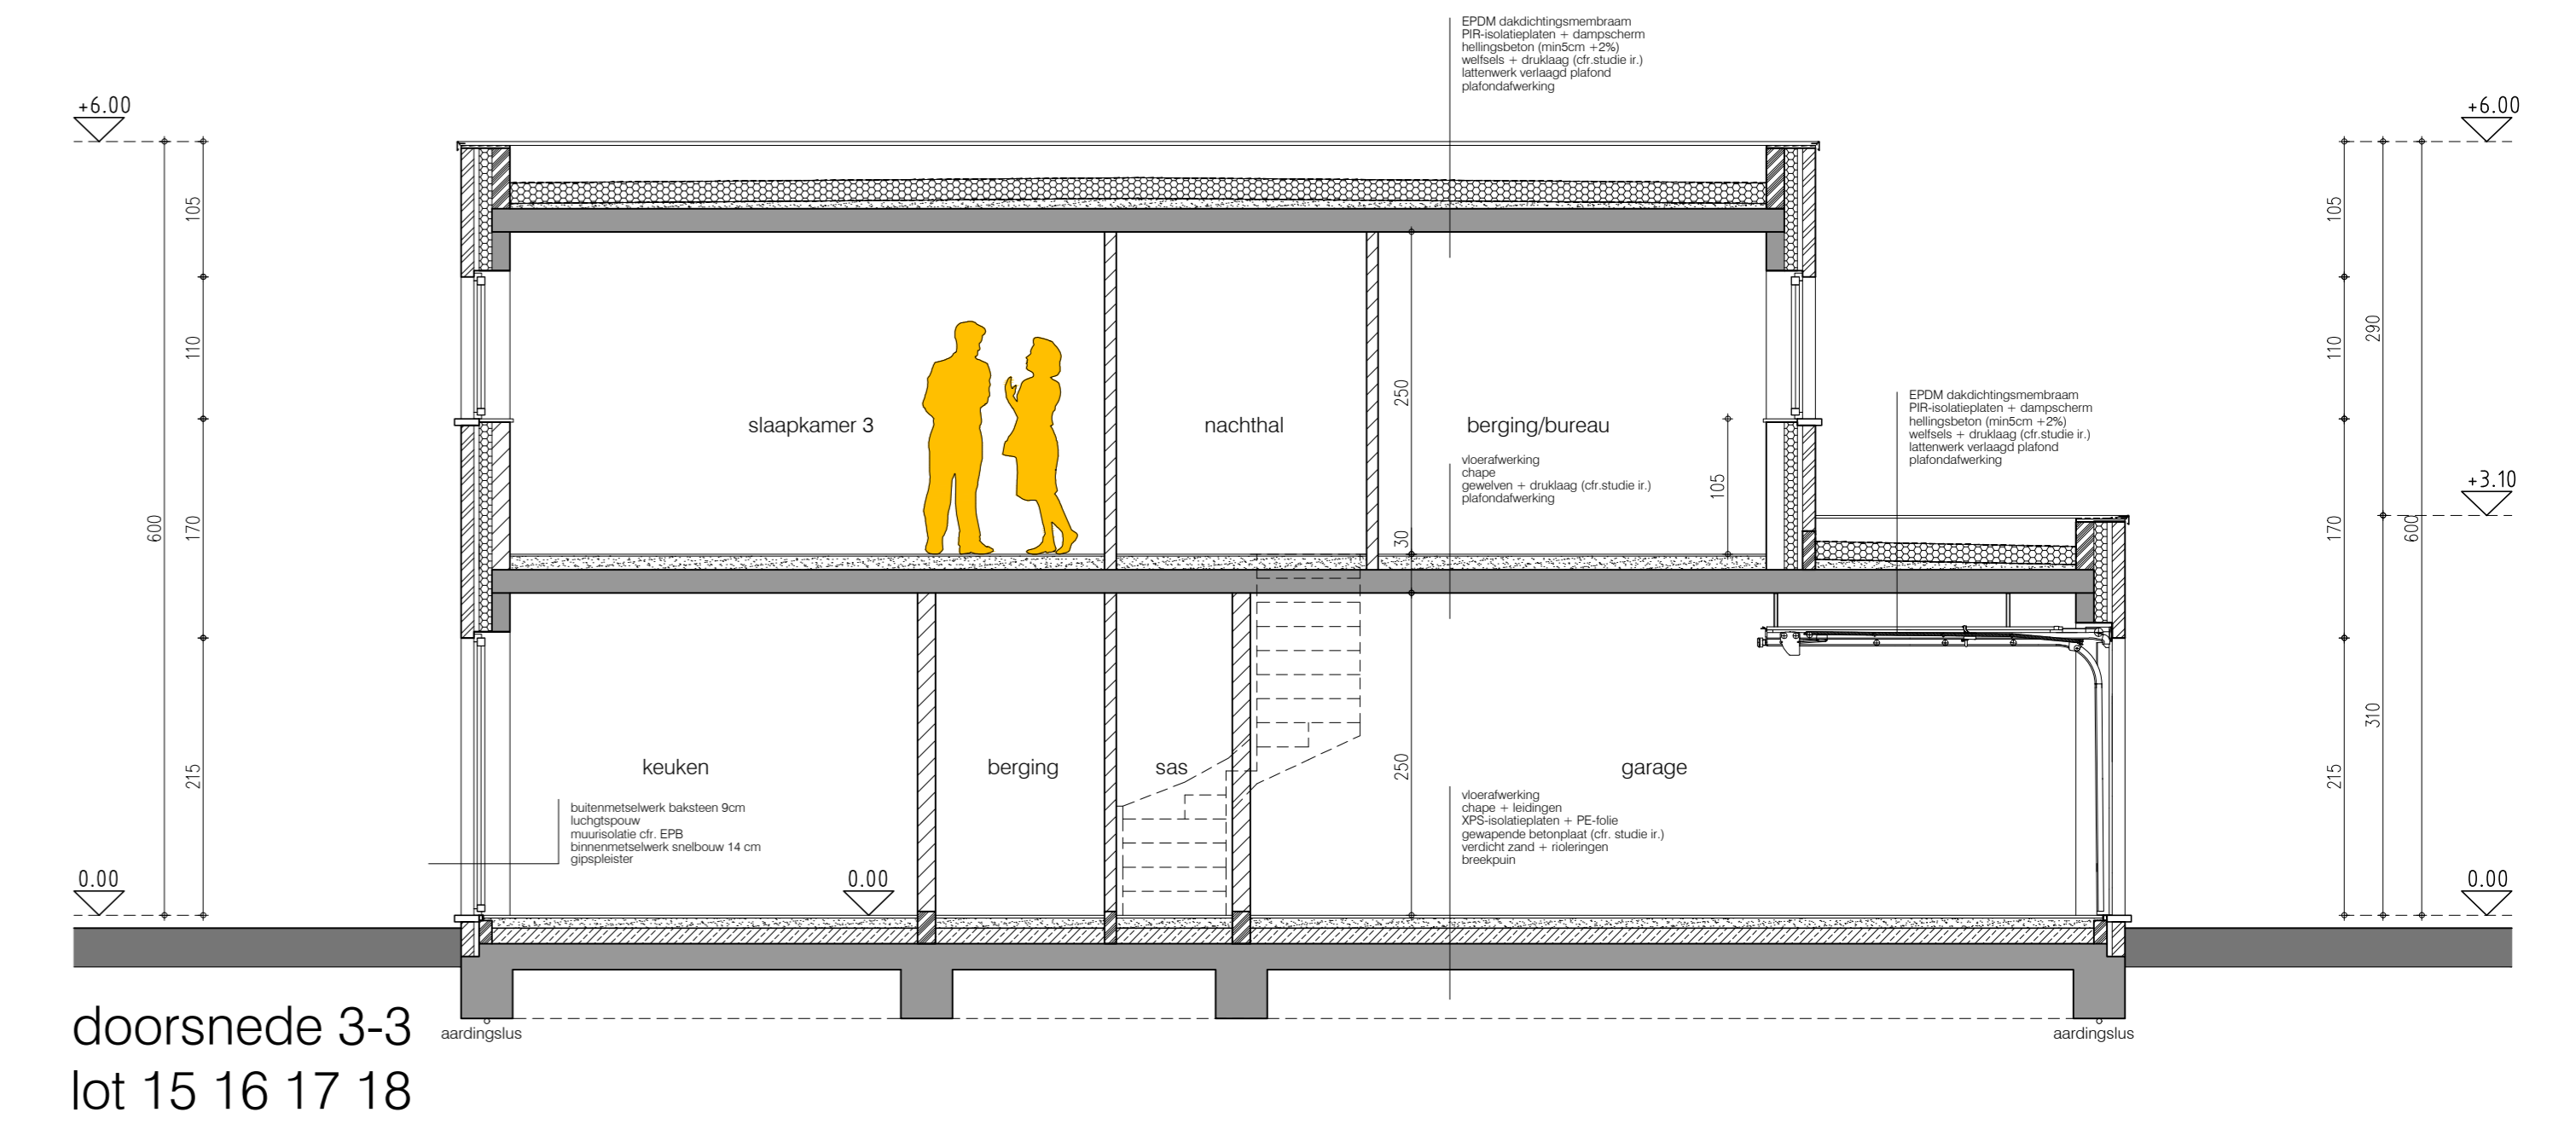 EPDM dakdichtingsmembraam
PIR-isolatieplaten + dampscherm
hellingsbeton (min5cm +2%)
welfsels + druklaag (cfr.studie ir.)
lattenwerk verlaagd plafond
plafondafwerking
+6.00
+6.00
105
105
110
110
290
250
EPDM dakdichtingsmembraam
PIR-isolatieplaten + dampscherm
hellingsbeton (min5cm +2%)
welfsels + druklaag (cfr.studie ir.)
lattenwerk verlaagd plafond
plafondafwerking
slaapkamer 3
nachthal
berging/bureau
vloerafwerking
chape
gewelven + druklaag (cfr.studie ir.)
plafondafwerking
105
+3.10
600
170
30
170
600
310
215
250
215
keuken
berging
sas
garage
buitenmetselwerk baksteen 9cm
luchgtspouw
muurisolatie cfr. EPB
binnenmetselwerk snelbouw 14 cm
gipspleister
vloerafwerking
chape + leidingen
XPS-isolatieplaten + PE-folie
gewapende betonplaat (cfr. studie ir.)
verdicht zand + rioleringen
breekpuin
0.00
0.00
0.00
aardingslus
aardingslus
doorsnede 3-3
lot 15 16 17 18